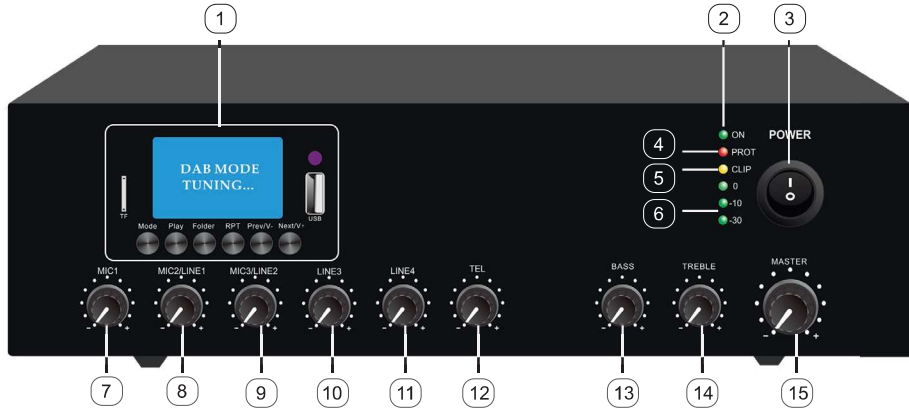 1
2
3
ON
POWER
4
PROT
5
CLIP
0
6
-10
-30
I
O
DAB MODE
TUNING...
TF
USB
Mode Play Folder RPT Prev/V- Next/V+
MIC1 MIC2/LINE1 MIC3/LINE2 LINE3 LINE4 TEL BASS TREBLE MASTER
- + - + - + - + - + - + - + - + - +
7 8 9 10 11 12 13 14 15